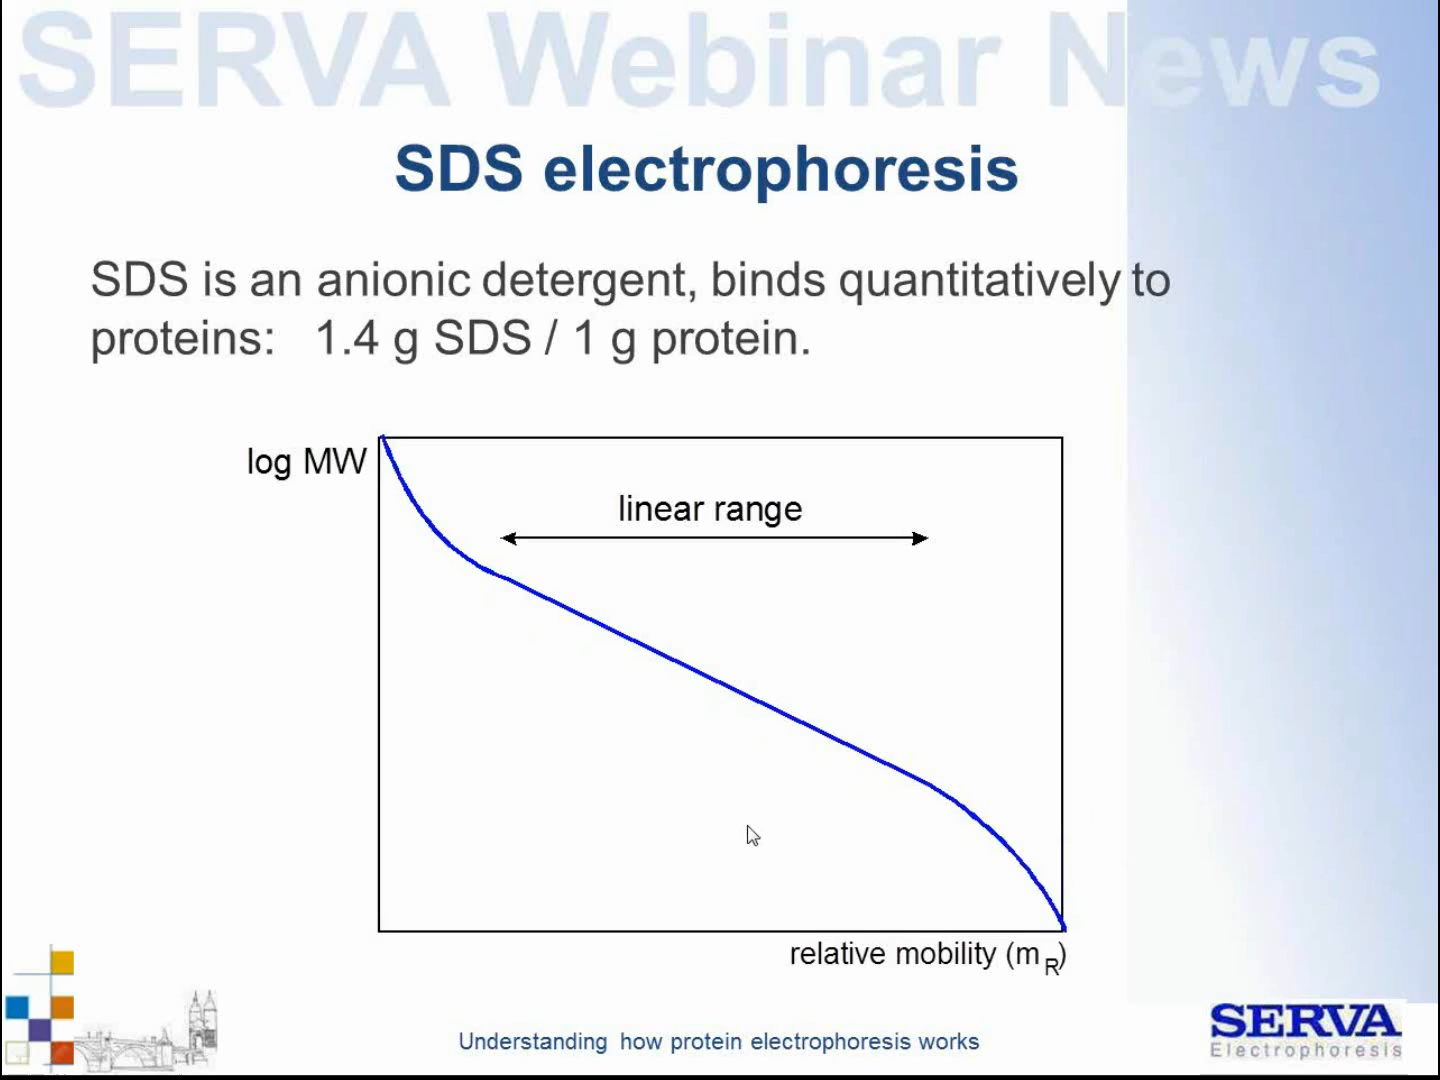 SERVA Webinar News
SDS electrophoresis
SDS is an anionic detergent, binds quantitatively to
proteins: 1.4 g SDS / 1 g protein.
log MW
linear range
relative mobility (m R)
Understanding how protein electrophoresis works
SERVA
Electrophoresis